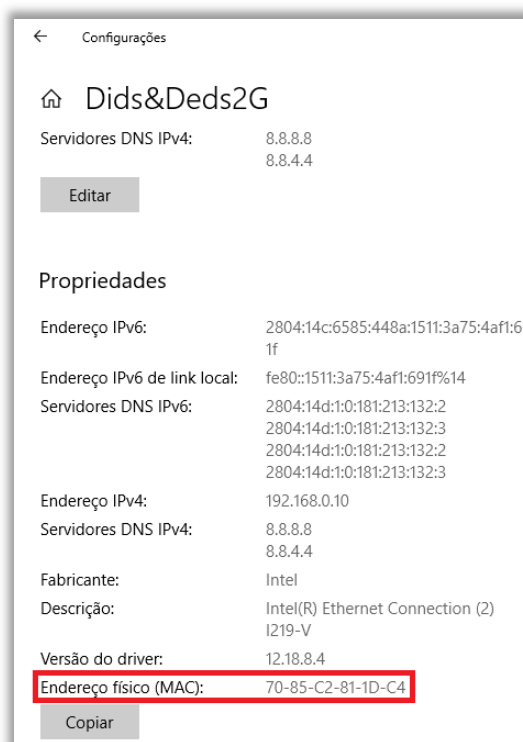 Configurações
Dids&Deds2G
Servidores DNS IPv4: 8.8.8.8
8.8.4.4
Editar
Propriedades
Endereço IPv6: 2804:14c:6585:448a:1511:3a75:4af1:6
1f
Endereço IPv6 de link local: fe80::1511:3a75:4af1:691f%14
Servidores DNS IPv6: 2804:14d:1:0:181:213:132:2
2804:14d:1:0:181:213:132:3
2804:14d:1:0:181:213:132:2
2804:14d:1:0:181:213:132:3
Endereço IPv4: 192.168.0.10
Servidores DNS IPv4: 8.8.8.8
8.8.4.4
Fabricante: Intel
Descrição: Intel(R) Ethernet Connection (2)
I219-V
Versão do driver: 12.18.8.4
Endereço físico (MAC): 70-85-C2-81-1D-C4
Copiar